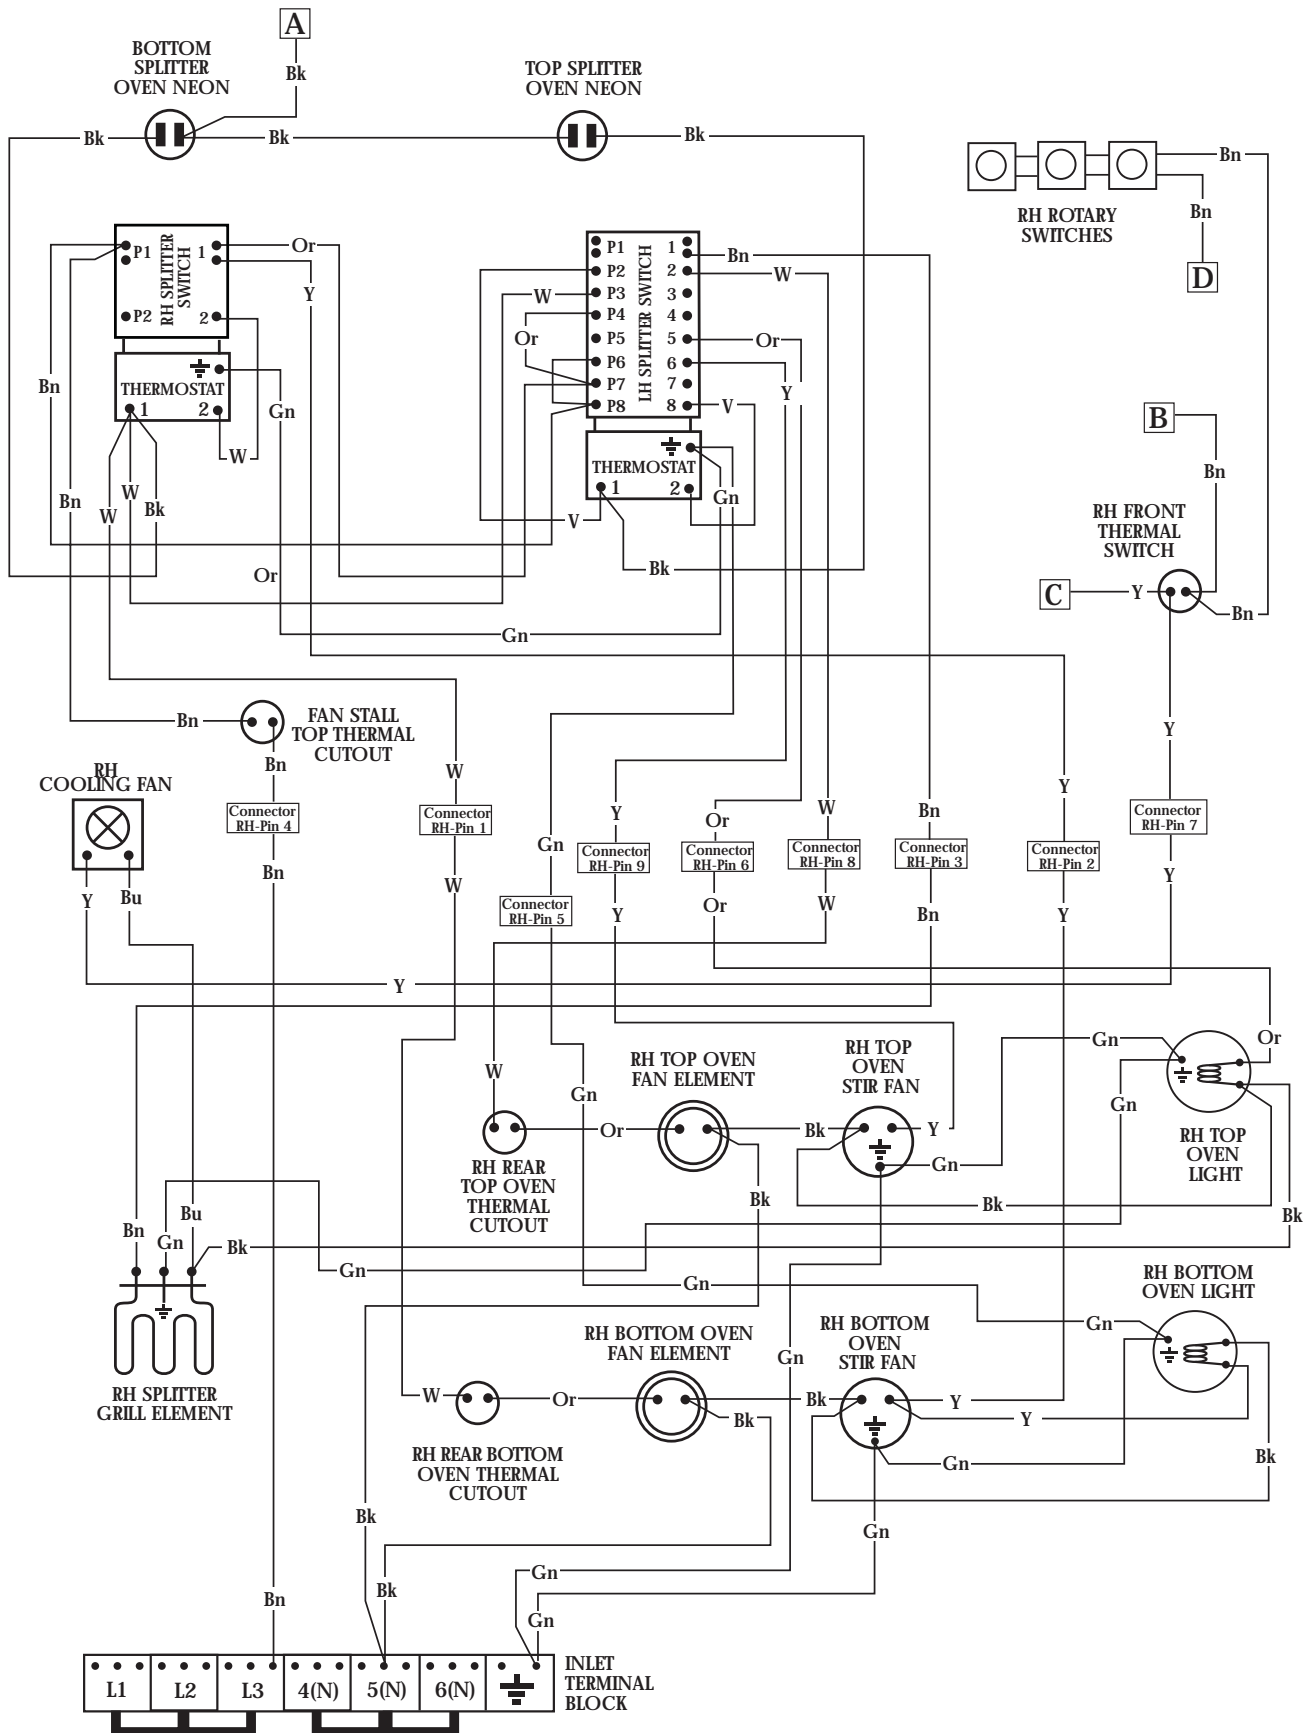 A
BOTTOM
SPLITTER
OVEN NEON
Bk
TOP SPLITTER
OVEN NEON
Bk
Bk
Bk
Bn
RH ROTARY
SWITCHES
Bn
D
P1
1
P2
2
RH SPLITTER
SWITCH
Or
Y
THERMOSTAT
1
2
W
Gn
Bn
Bn
W
W
Bk
Or
P1
P2
P3
P4
P5
P6
P7
P8
LH SPLITTER SWITCH
1
2
3
4
5
6
7
8
W
Or
Bn
W
Or
Y
V
THERMOSTAT
1
2
Gn
V
Bk
Gn
B
Bn
RH FRONT
THERMAL
SWITCH
C
Y
Bn
Bn
FAN STALL
TOP THERMAL
CUTOUT
Bn
W
Y
Y
RH
COOLING FAN
Connector
RH-Pin 4
Connector
RH-Pin 1
Y
Or
W
Bn
Connector
RH-Pin 7
Gn
Connector
RH-Pin 9
Connector
RH-Pin 6
Connector
RH-Pin 8
Connector
RH-Pin 3
Connector
RH-Pin 2
Y
Bu
Bn
W
Connector
RH-Pin 5
Y
Or
W
Bn
Y
Y
Y
W
Gn
RH TOP OVEN
FAN ELEMENT
RH TOP
OVEN
STIR FAN
Gn
Or
Gn
Or
Bk
Y
RH TOP
OVEN
LIGHT
Gn
RH REAR
TOP OVEN
THERMAL
CUTOUT
Bk
Bk
Bk
Bn
Gn
Bu
Bk
Gn
Gn
RH BOTTOM
OVEN LIGHT
RH SPLITTER
GRILL ELEMENT
RH BOTTOM OVEN
FAN ELEMENT
RH BOTTOM
OVEN
STIR FAN
Gn
Gn
W
Or
Bk
Bk
Y
Y
RH REAR BOTTOM
OVEN THERMAL
CUTOUT
Gn
Bk
Bk
Gn
Gn
Bk
Bn
Gn
L1
L2
L3
4(N)
5(N)
6(N)
INLET
TERMINAL
BLOCK